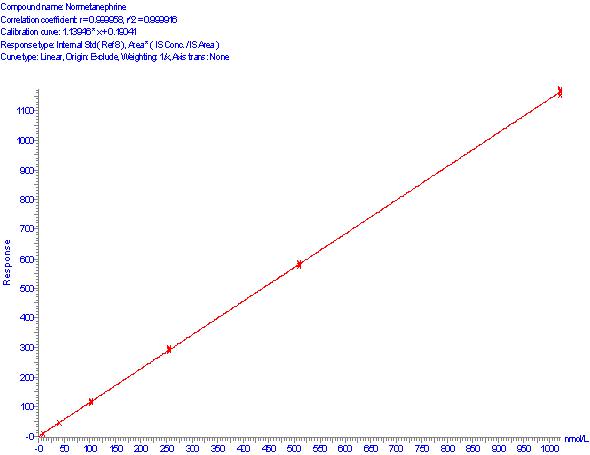 Compound name: Normetanephrine
Correlation coefficient: r = 0.999958, r^2 = 0.999916
Calibration curve: 1.13946 * x + 0.19041
Response type: Internal Std ( Ref 8 ), Area * ( IS Conc. / IS Area )
Curve type: Linear, Origin: Exclude, Weighting: 1/x, Axis trans: None
1100
1000
900
800
700
600
500
400
300
200
100
-0
Response
-0 50 100 150 200 250 300 350 400 450 500 550 600 650 700 750 800 850 900 950 1000
nmol/L